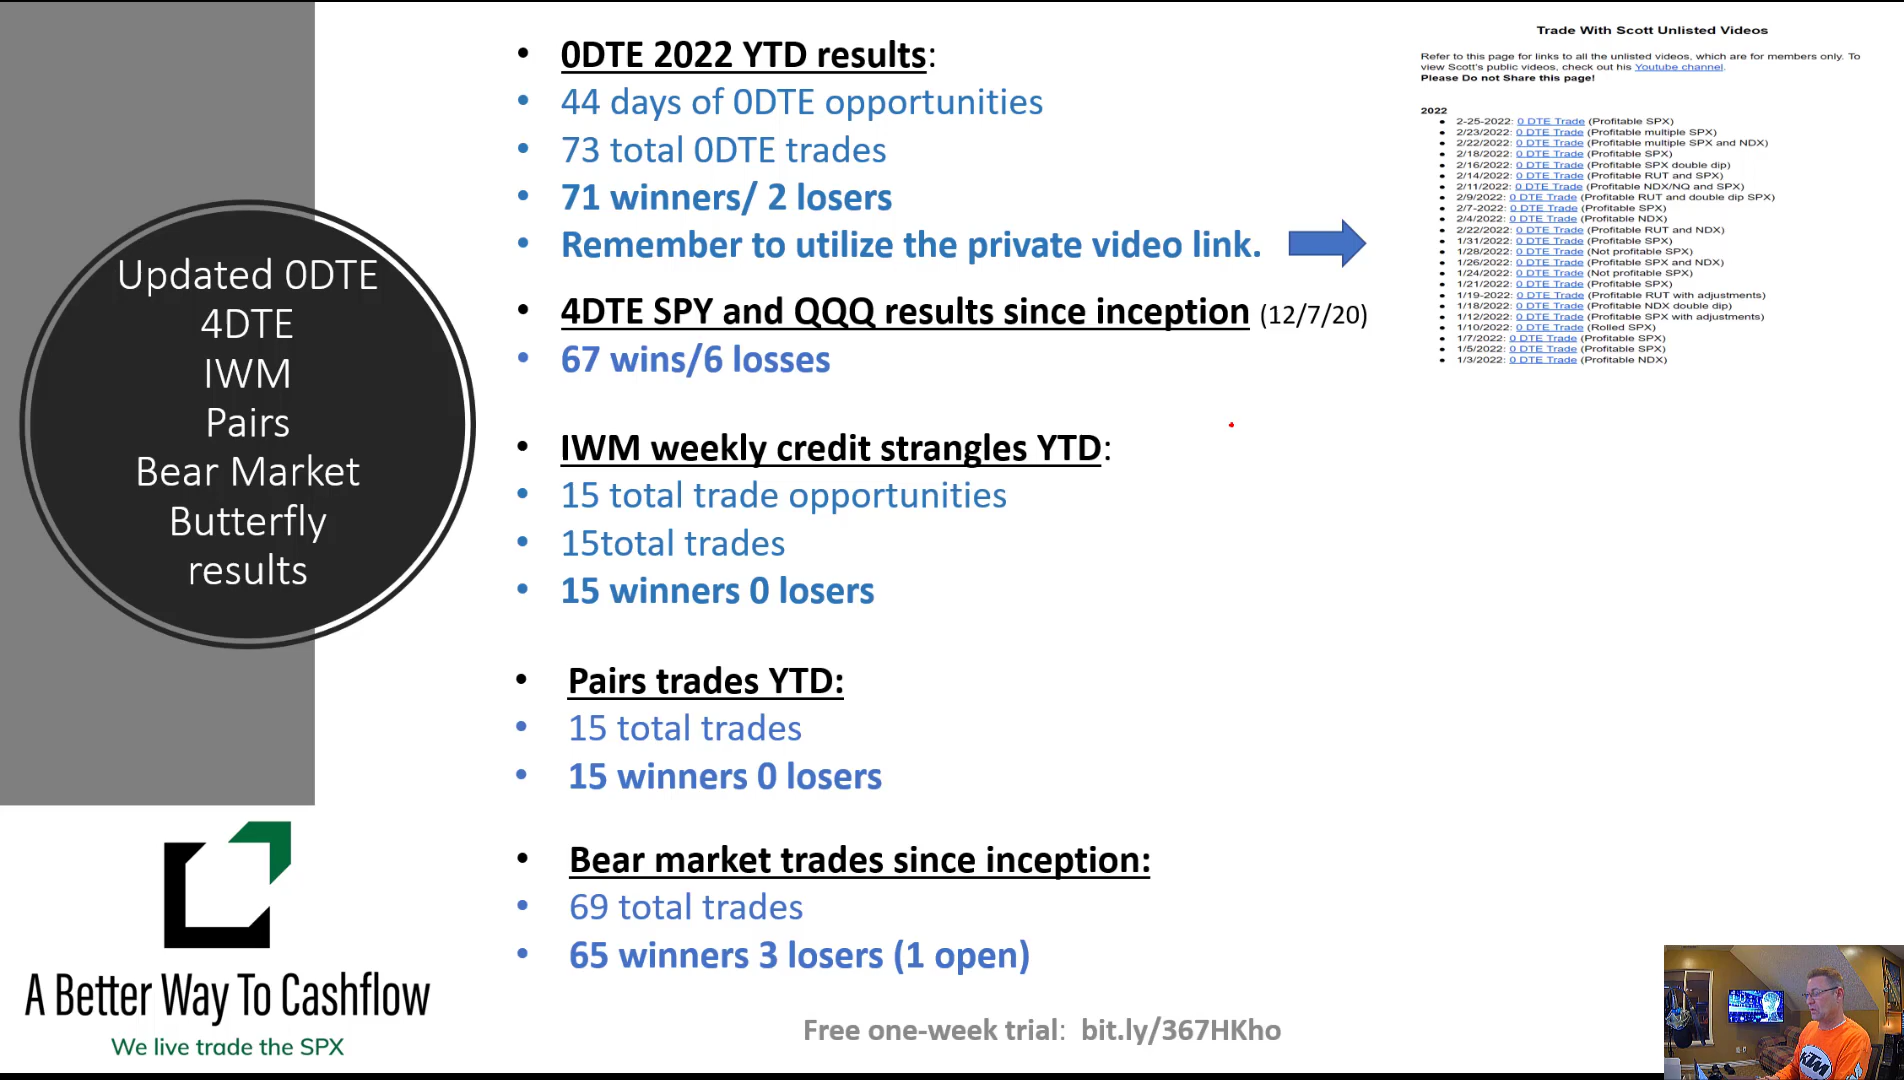 Updated 0DTE
4DTE
IWM
Pairs
Bear Market
Butterfly
results
A Better Way To Cashflow
We live trade the SPX
• 0DTE 2022 YTD results:
• 44 days of 0DTE opportunities
• 73 total 0DTE trades
• 71 winners/ 2 losers
• Remember to utilize the private video link.
• 4DTE SPY and QQQ results since inception (12/7/20)
• 67 wins/6 losses
• IWM weekly credit strangles YTD:
• 15 total trade opportunities
• 15total trades
• 15 winners 0 losers
• Pairs trades YTD:
• 15 total trades
• 15 winners 0 losers
• Bear market trades since inception:
• 69 total trades
• 65 winners 3 losers (1 open)
Free one-week trial: bit.ly/367HKho
Trade With Scott Unlisted Videos
Refer to this page for links to all the unlisted videos, which are for members only. To
view Scott's public videos, check out his Youtube channel.
Please Do not Share this page!
2022
• 2-25-2022: 0 DTE Trade (Profitable SPX)
• 2/23/2022: 0 DTE Trade (Profitable multiple SPX)
• 2/22/2022: 0 DTE Trade (Profitable multiple SPX and NDX)
• 2/18/2022: 0 DTE Trade (Profitable SPX)
• 2/16/2022: 0 DTE Trade (Profitable SPX double dip)
• 2/14/2022: 0 DTE Trade (Profitable RUT and SPX)
• 2/11/2022: 0 DTE Trade (Profitable NDX/NQ and SPX)
• 2/9/2022: 0 DTE Trade (Profitable RUT and double dip SPX)
• 2/7-2022: 0 DTE Trade (Profitable SPX)
• 2/4/2022: 0 DTE Trade (Profitable NDX)
• 2/22/2022: 0 DTE Trade (Profitable RUT and NDX)
• 1/31/2022: 0 DTE Trade (Profitable SPX)
• 1/28/2022: 0 DTE Trade (Not profitable SPX)
• 1/26/2022: 0 DTE Trade (Profitable SPX and NDX)
• 1/24/2022: 0 DTE Trade (Not profitable SPX)
• 1/21/2022: 0 DTE Trade (Profitable SPX)
• 1/19-2022: 0 DTE Trade (Profitable RUT with adjustments)
• 1/18/2022: 0 DTE Trade (Profitable NDX double dip)
• 1/12/2022: 0 DTE Trade (Profitable SPX with adjustments)
• 1/10/2022: 0 DTE Trade (Rolled SPX)
• 1/7/2022: 0 DTE Trade (Profitable SPX)
• 1/5/2022: 0 DTE Trade (Profitable SPX)
• 1/3/2022: 0 DTE Trade (Profitable NDX)
KTM